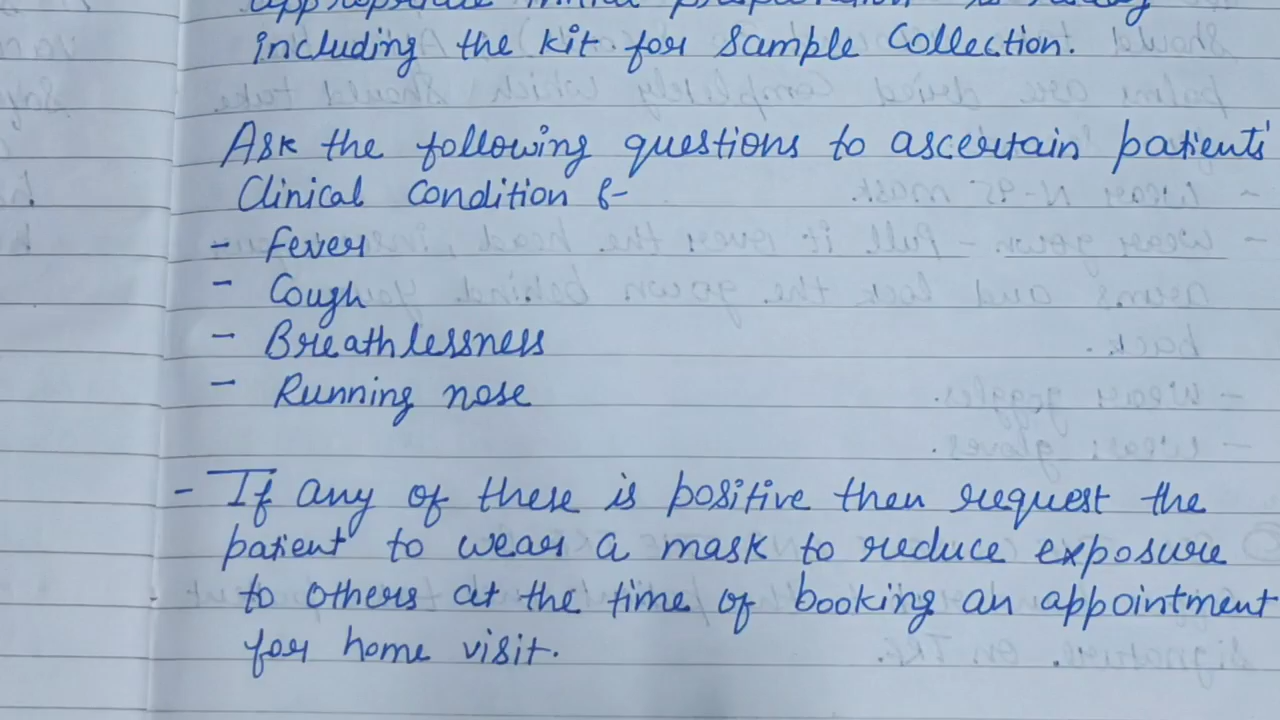 including the kit for Sample Collection.
Ask the following questions to ascertain patient's
Clinical Condition :-
- Fever
- Cough
- Breathlessness
- Running nose
- If any of these is positive then request the
patient to wear a mask to reduce exposure
to others at the time of booking an appointment
for home visit.